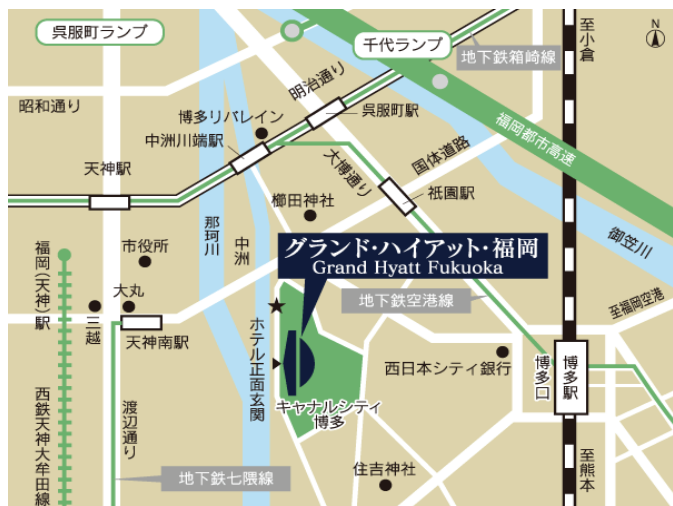 呉服町ランプ
千代ランプ
至小倉
N
地下鉄箱崎線
昭和通り
明治通り
博多リバレイン
呉服町駅
中洲川端駅
福岡都市高速
大博通り
国体道路
天神駅
祇園駅
櫛田神社
那珂川
中洲
御笠川
市役所
グランド・ハイアット・福岡
Grand Hyatt Fukuoka
福岡(天神)駅
大丸
地下鉄空港線
至福岡空港
三越
天神南駅
ホテル正面玄関
西日本シティ銀行
博多口
博多駅
キャナルシティ
博多
西鉄天神大牟田線
渡辺通り
地下鉄七隈線
住吉神社
至熊本